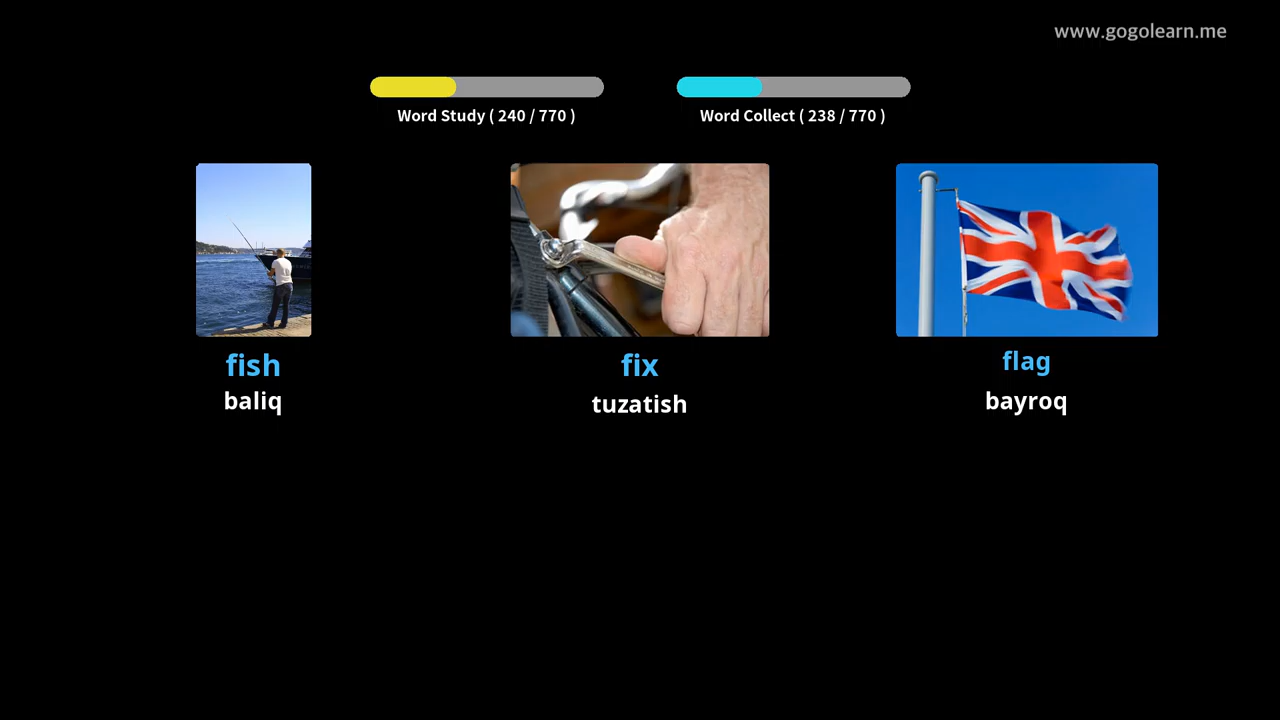 www.gogolearn.me
Word Study ( 240 / 770 )
Word Collect ( 238 / 770 )
fish
baliq
fix
tuzatish
flag
bayroq